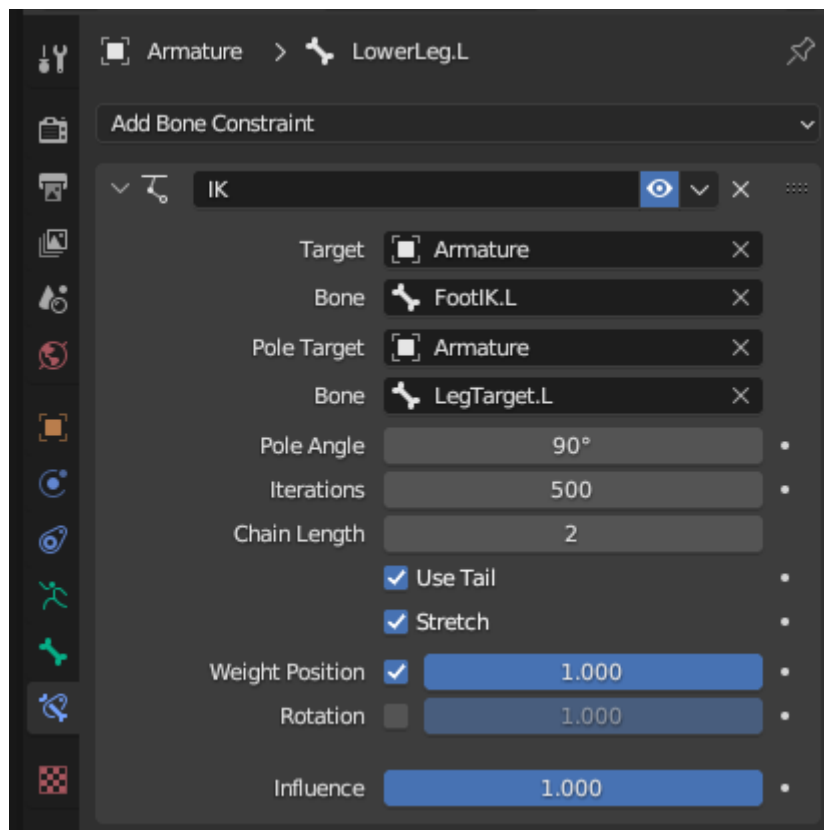 Armature > LowerLeg.L
Add Bone Constraint
IK
Target Armature
Bone FootIK.L
Pole Target Armature
Bone LegTarget.L
Pole Angle 90°
Iterations 500
Chain Length 2
Use Tail
Stretch
Weight Position 1.000
Rotation 1.000
Influence 1.000